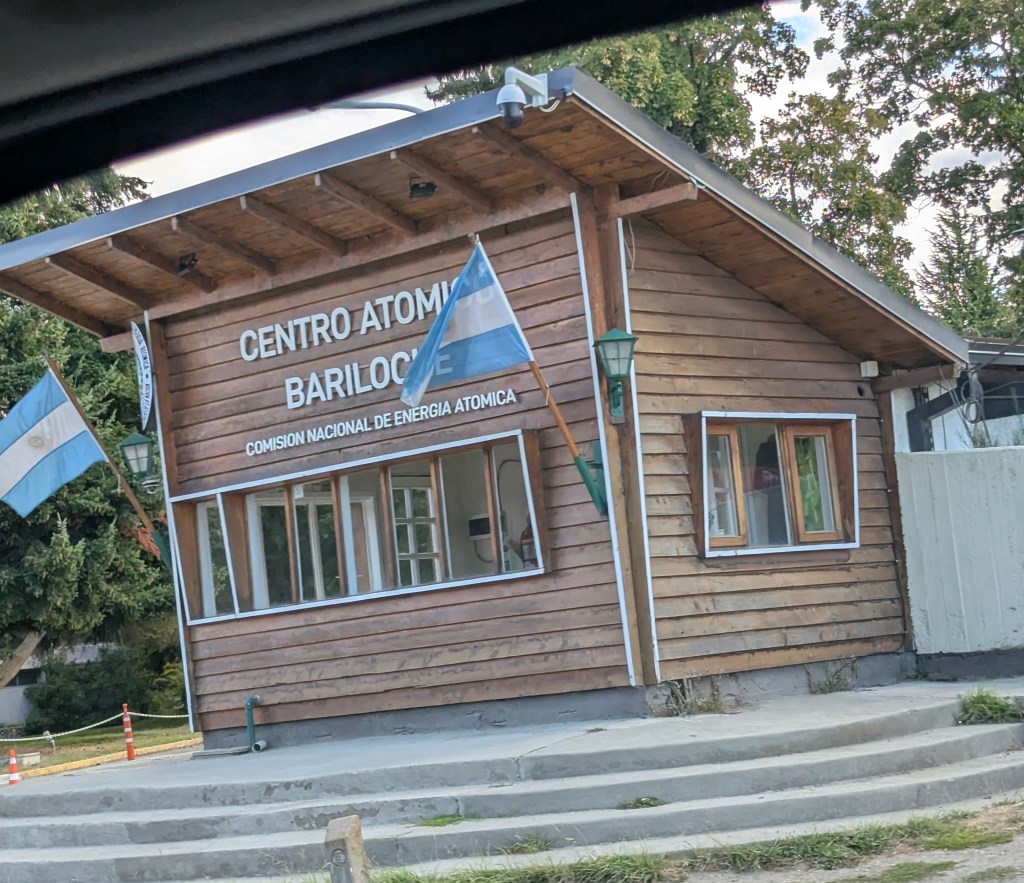 CENTRO ATOMICO
BARILOCHE
COMISION NACIONAL DE ENERGIA ATOMICA